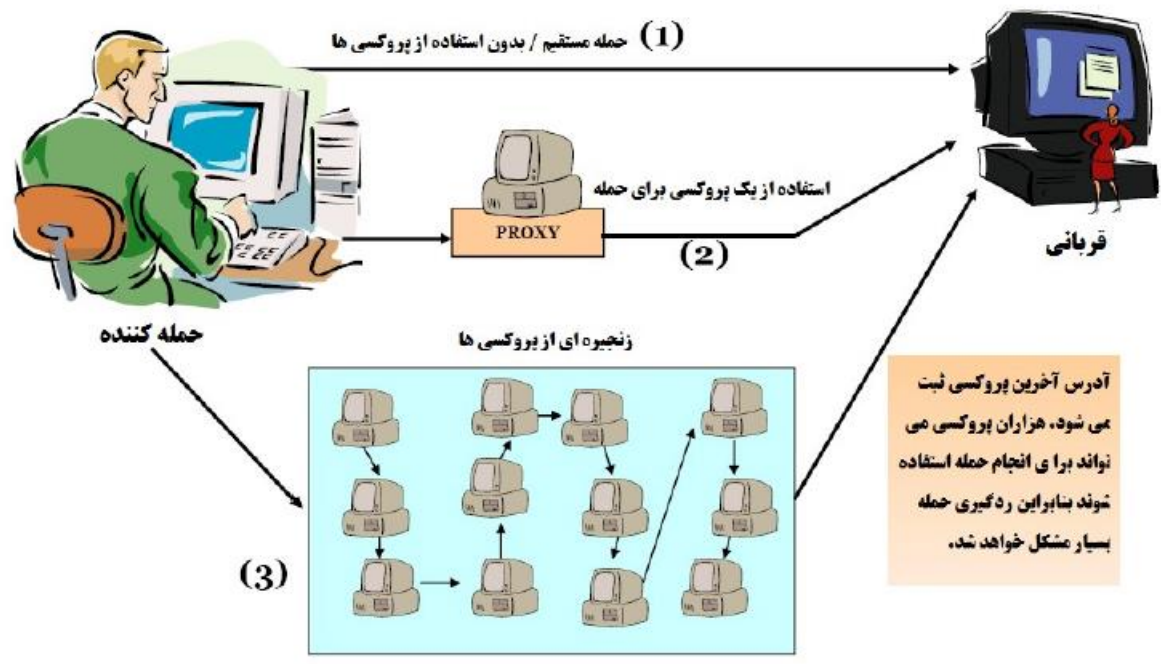 (1) حمله مستقیم / بدون استفاده از پروکسی ها
استفاده از یک پروکسی برای حمله
PROXY
(2)
قربانی
حمله کننده
زنجیره ای از پروکسی ها
آدرس آخرین پروکسی ثبت
می شود. هزاران پروکسی می
تواند برا ی انجام حمله استفاده
شوند بنابراین ردگیری حمله
بسیار مشکل خواهد شد.
(3)